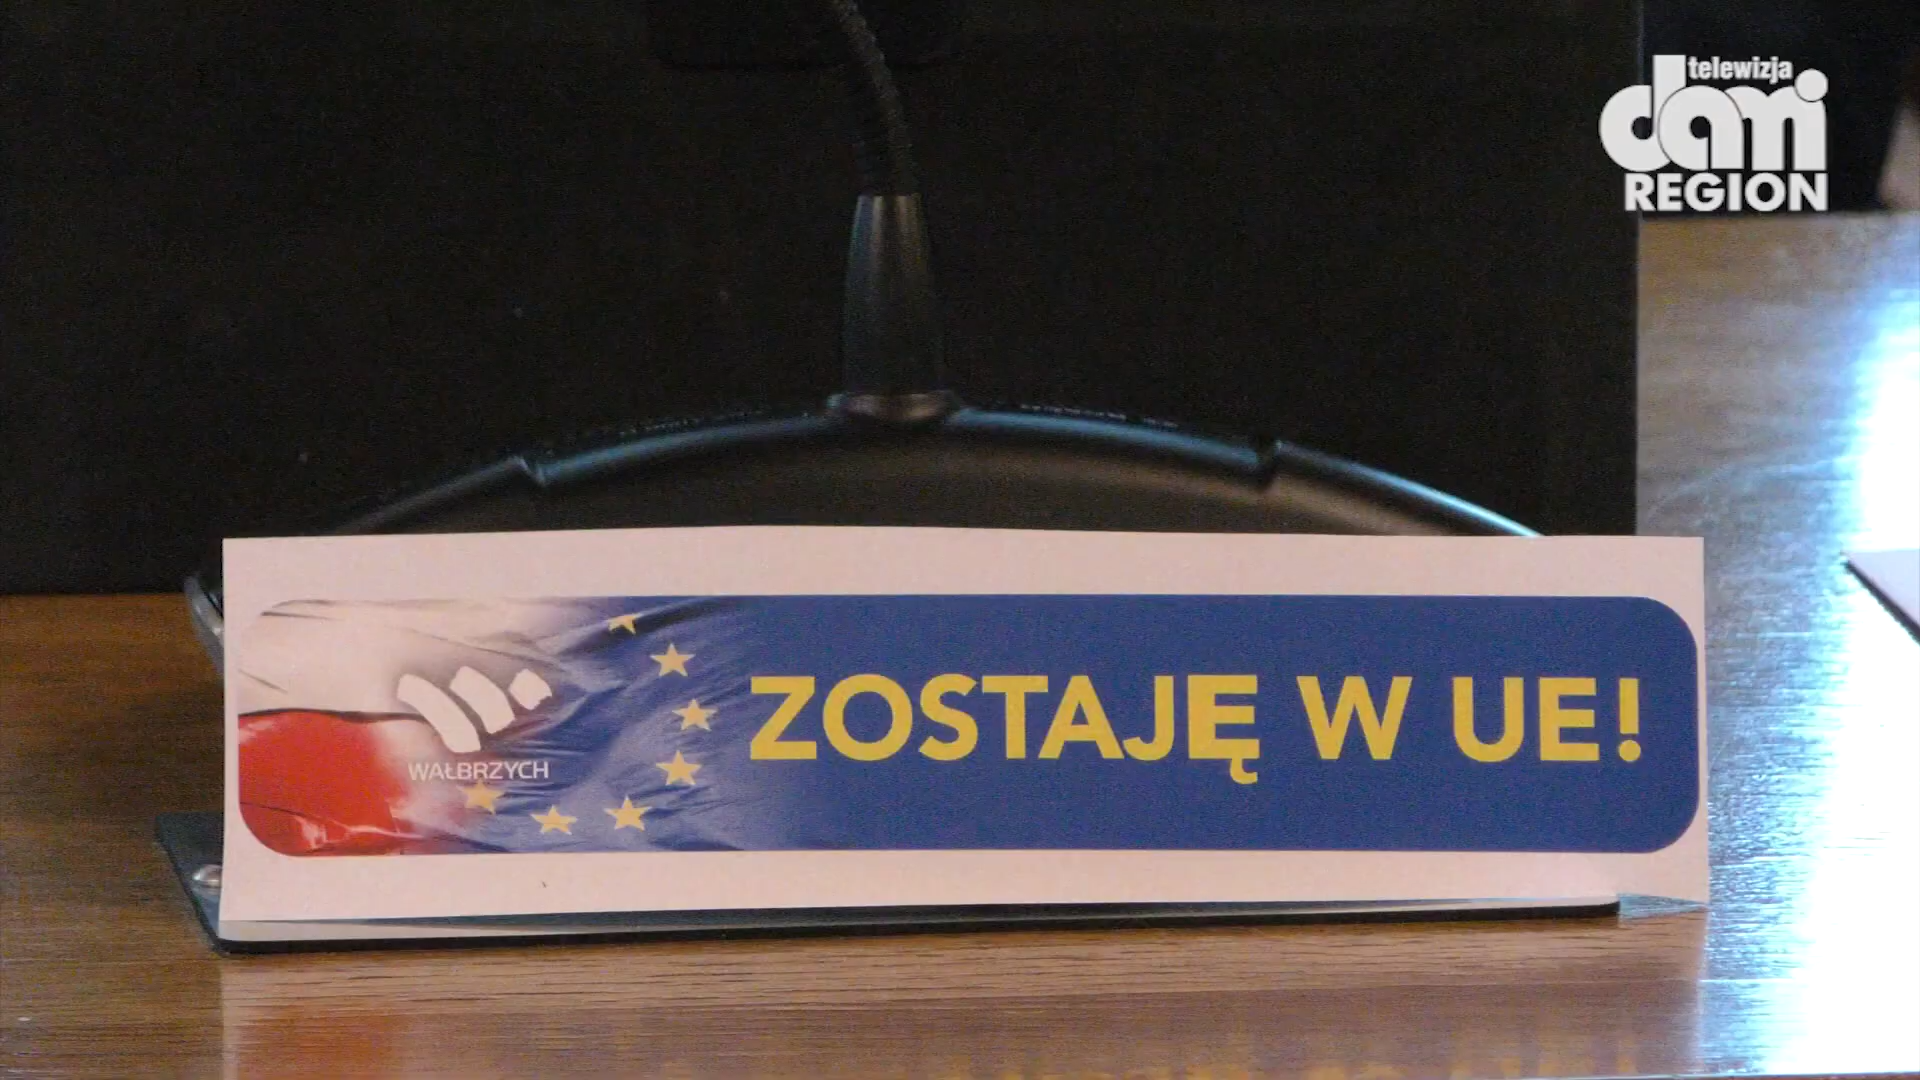 telewizja
dami
REGION
WAŁBRZYCH
ZOSTAJĘ W UE!